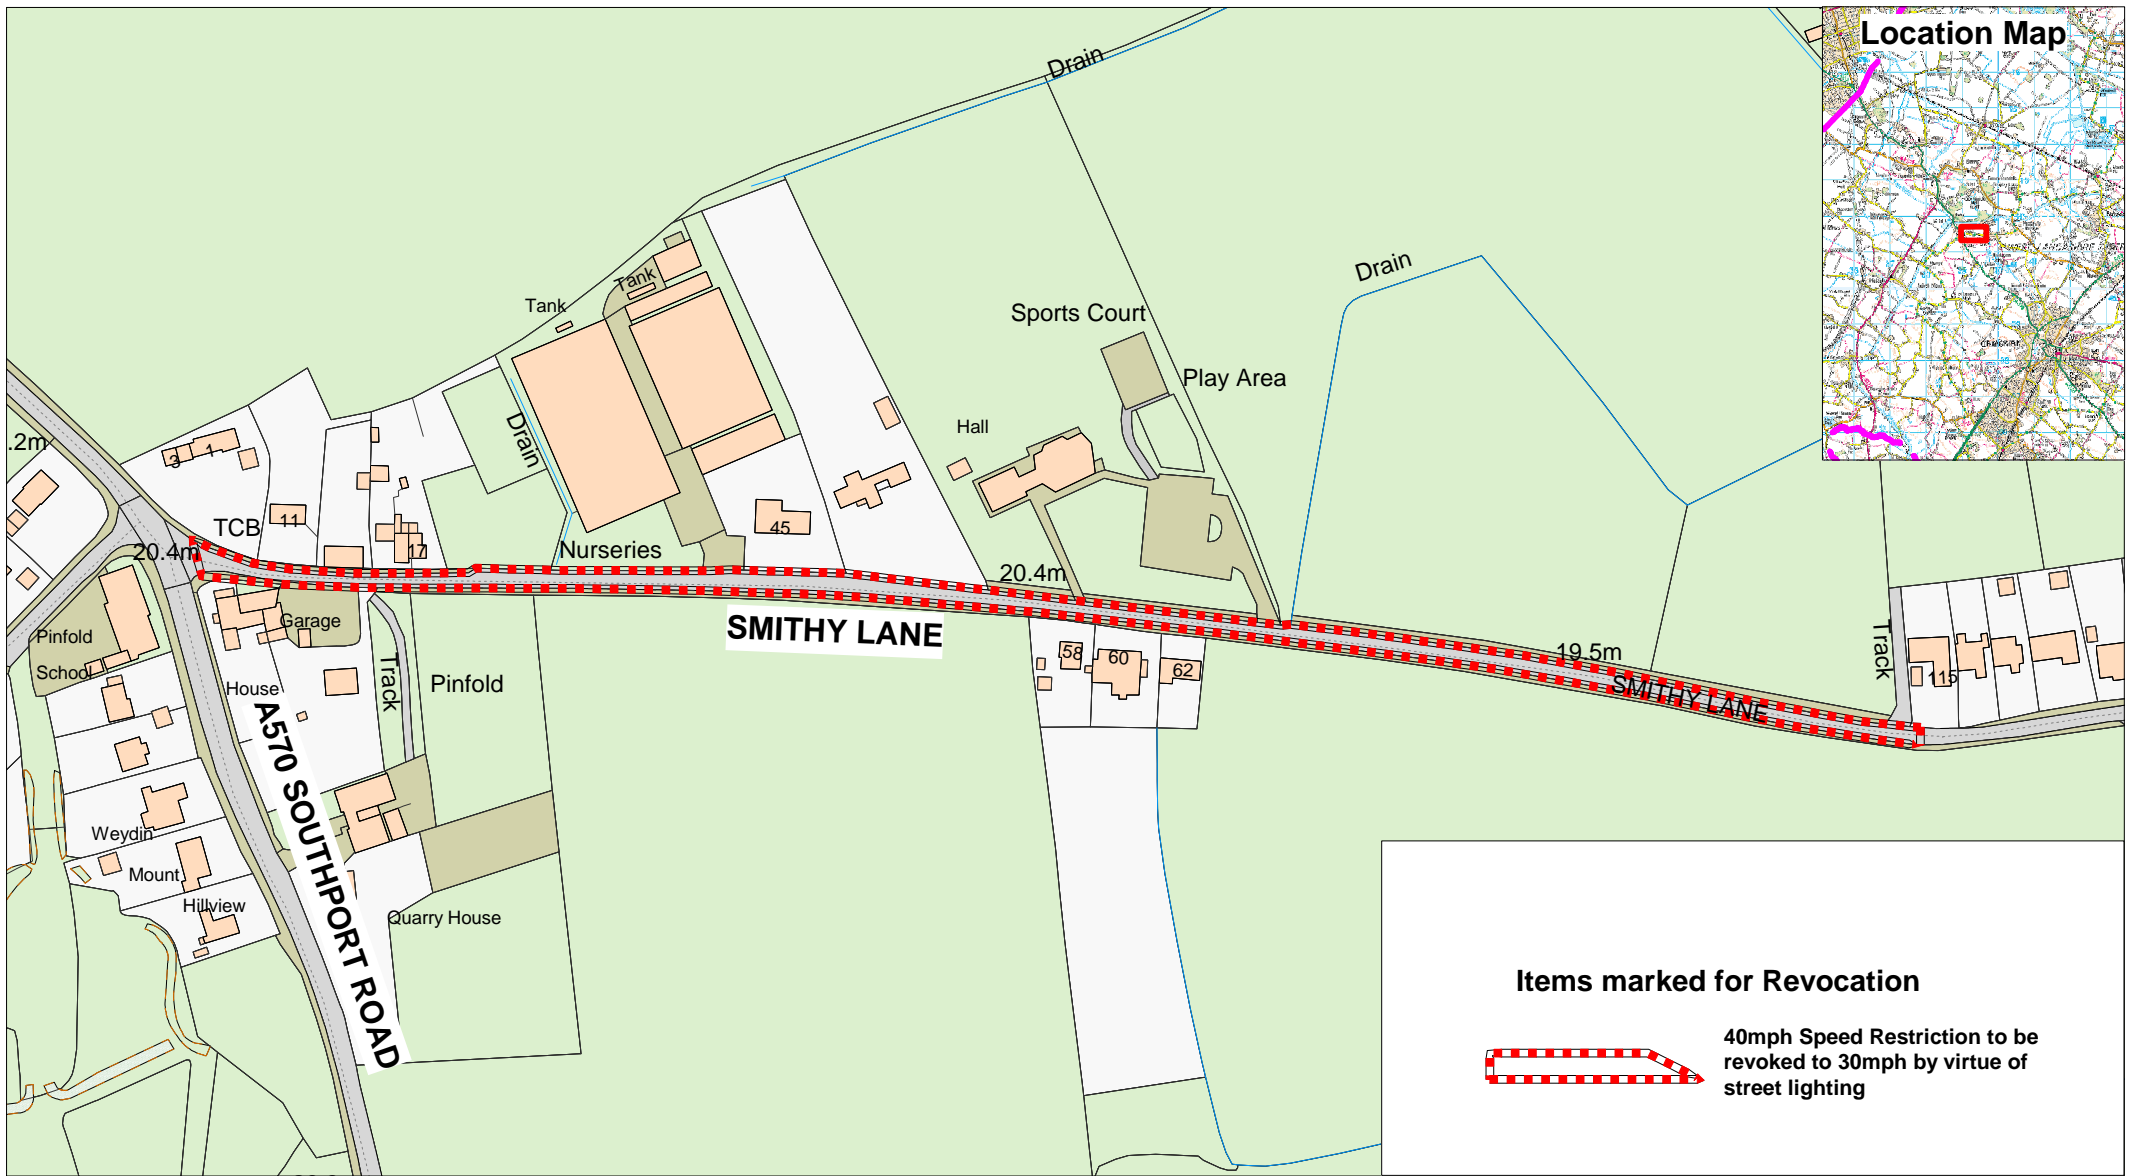 Location Map
Drain
Drain
Tank
Tank
Sports Court
Play Area
Hall
Drain
.2m
3
1
11
17
45
TCB
20.4m
Nurseries
20.4m
SMITHY LANE
Garage
Pinfold
School
House
Track
Pinfold
58
60
62
19.5m
SMITHY LANE
Track
115
A570 SOUTHPORT ROAD
Weydin
Mount
Hillview
Quarry House
Items marked for Revocation
40mph Speed Restriction to be
revoked to 30mph by virtue of
street lighting